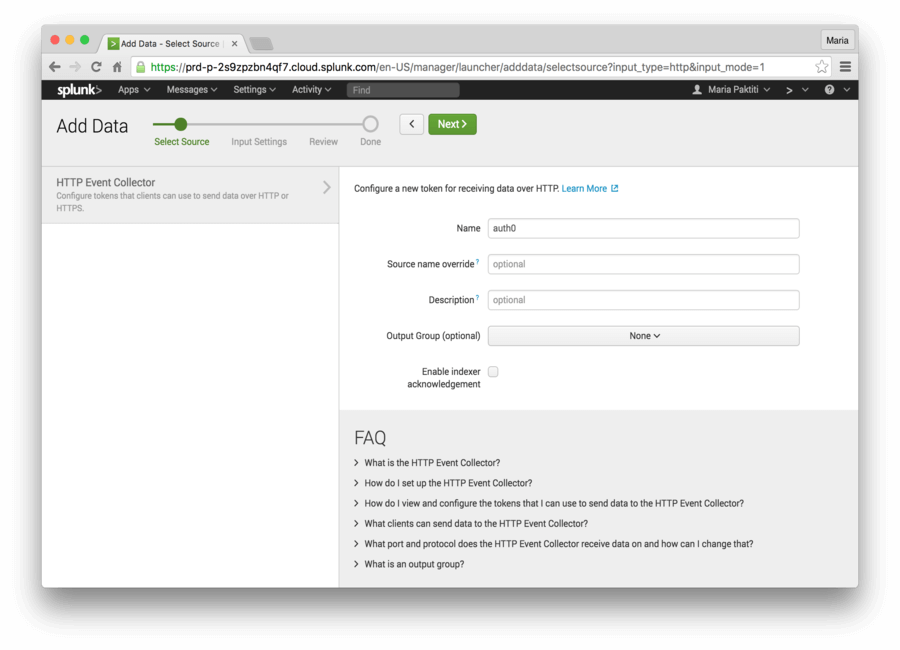 Add Data - Select Source
Maria
https://prd-p-2s9zpzbn4qf7.cloud.splunk.com/en-US/manager/launcher/adddata/selectsource?input_type=http&input_mode=1
splunk> Apps Messages Settings Activity Find Maria Paktiti > ?
Add Data
Select Source Input Settings Review Done
< Next >
HTTP Event Collector
Configure tokens that clients can use to send data over HTTP or
HTTPS.
Configure a new token for receiving data over HTTP. Learn More
Name auth0
Source name override ? optional
Description ? optional
Output Group (optional) None
Enable indexer
acknowledgement
FAQ
> What is the HTTP Event Collector?
> How do I set up the HTTP Event Collector?
> How do I view and configure the tokens that I can use to send data to the HTTP Event Collector?
> What clients can send data to the HTTP Event Collector?
> What port and protocol does the HTTP Event Collector receive data on and how can I change that?
> What is an output group?